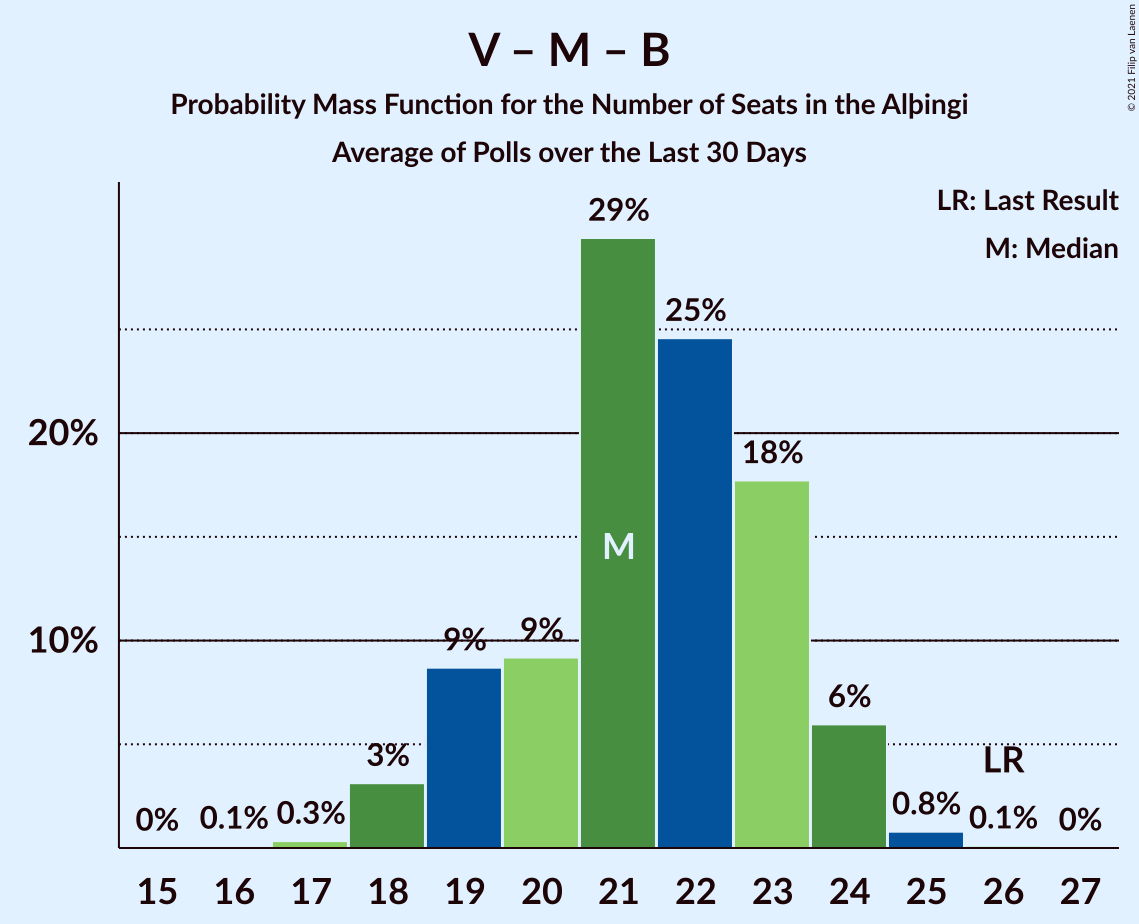 V – M – B
Probability Mass Function for the Number of Seats in the Alþingi
Average of Polls over the Last 30 Days
© 2021 Filip van Laenen
LR: Last Result
M: Median
29%
25%
20%
18%
M
10%
9%
9%
6%
3%
LR
0%
0.1%
0.3%
0.8%
0.1%
0%
15 16 17 18 19 20 21 22 23 24 25 26 27